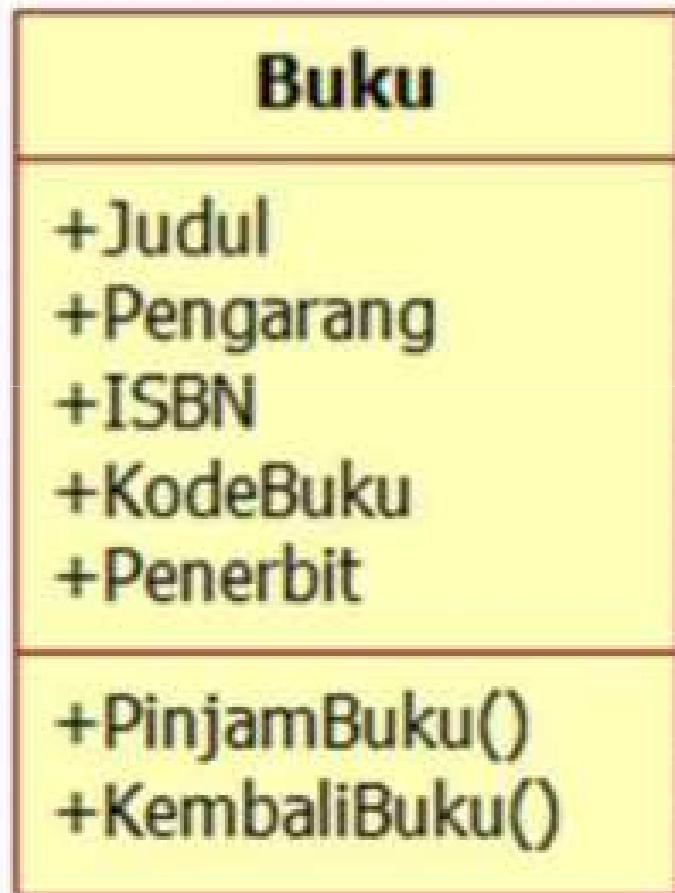 Buku
+Judul
+Pengarang
+ISBN
+KodeBuku
+Penerbit
+PinjamBuku()
+KembaliBuku()